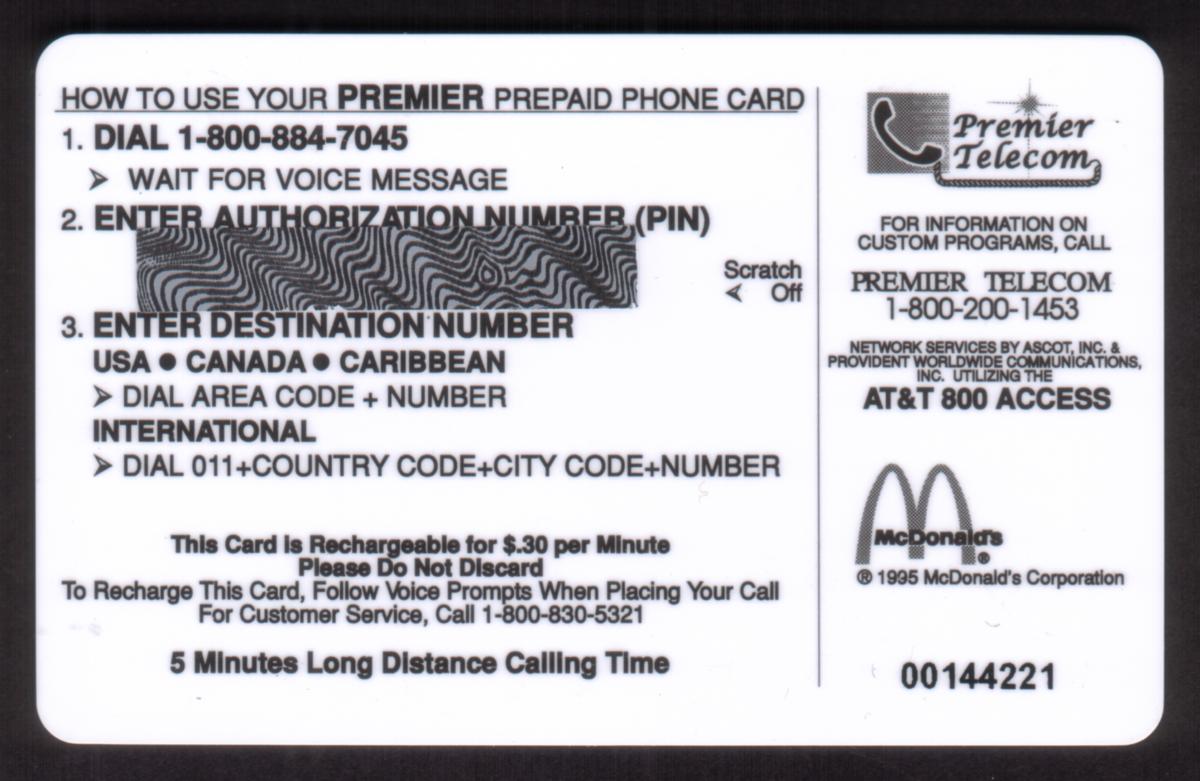 HOW TO USE YOUR PREMIER PREPAID PHONE CARD
1. DIAL 1-800-884-7045
➢ WAIT FOR VOICE MESSAGE
2. ENTER AUTHORIZATION NUMBER (PIN)
Scratch
Off
3. ENTER DESTINATION NUMBER
USA ● CANADA ● CARIBBEAN
➢ DIAL AREA CODE + NUMBER
INTERNATIONAL
➢ DIAL 011+COUNTRY CODE+CITY CODE+NUMBER
This Card is Rechargeable for $.30 per Minute
Please Do Not Discard
To Recharge This Card, Follow Voice Prompts When Placing Your Call
For Customer Service, Call 1-800-830-5321
5 Minutes Long Distance Calling Time
Premier
Telecom
FOR INFORMATION ON
CUSTOM PROGRAMS, CALL
PREMIER TELECOM
1-800-200-1453
NETWORK SERVICES BY ASCOT, INC. &
PROVIDENT WORLDWIDE COMMUNICATIONS,
INC. UTILIZING THE
AT&T 800 ACCESS
McDonald's
®
® 1995 McDonald's Corporation
00144221